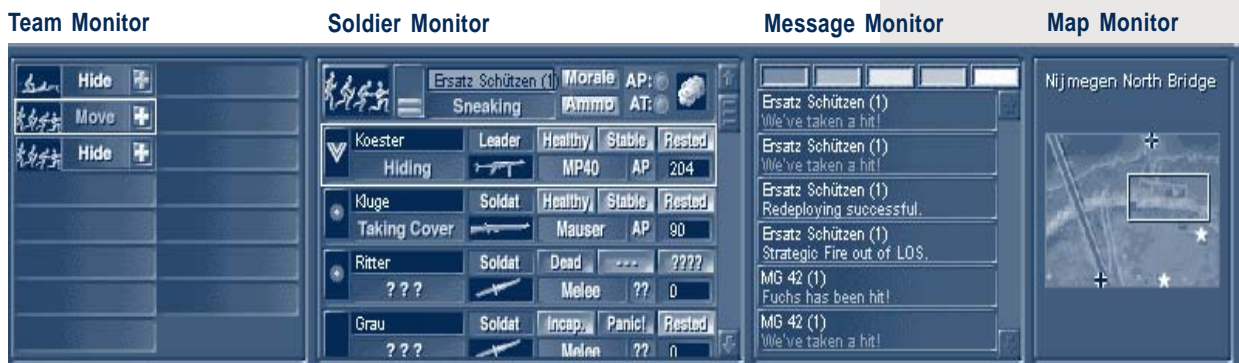 Team Monitor
Soldier Monitor
Message Monitor
Map Monitor
Hide
Move
Hide
Ersatz Schützen (1) Morale AP:
Sneaking Ammo AT:
Koester Leader Healthy Stable Rested
Hiding MP40 AP 204
Kluge Soldat Healthy Stable Rested
Taking Cover Mauser AP 90
Ritter Soldat Dead --- ????
??? Melee ?? 0
Grau Soldat Incap. Panic! Rested
??? Melee ?? 0
Ersatz Schützen (1)
We've taken a hit!
Ersatz Schützen (1)
We've taken a hit!
Ersatz Schützen (1)
Redeploying successful.
Ersatz Schützen (1)
Strategic Fire out of LOS.
MG 42 (1)
Fuchs has been hit!
MG 42 (1)
We've taken a hit!
Nijmegen North Bridge